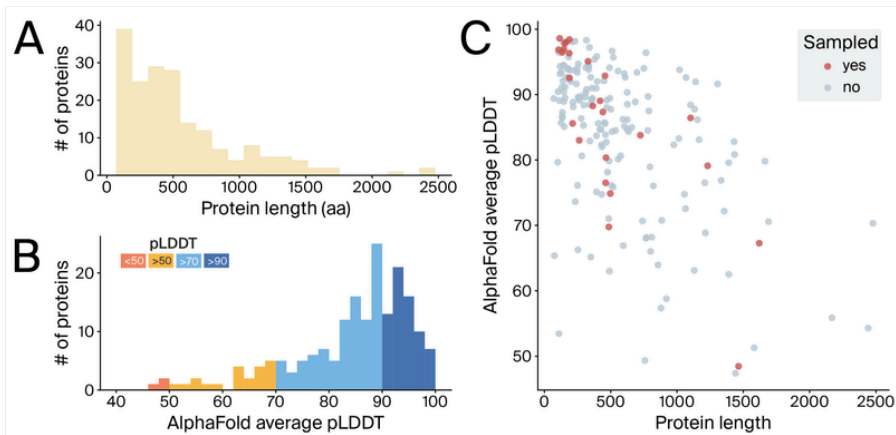 A
# of proteins
40
30
20
10
0
0 500 1000 1500 2000 2500
Protein length (aa)
B
# of proteins
20
10
0
pLDDT
<50 >50 >70 >90
40 50 60 70 80 90 100
AlphaFold average pLDDT
C
AlphaFold average pLDDT
100
90
80
70
60
50
Sampled
yes
no
0 500 1000 1500 2000 2500
Protein length